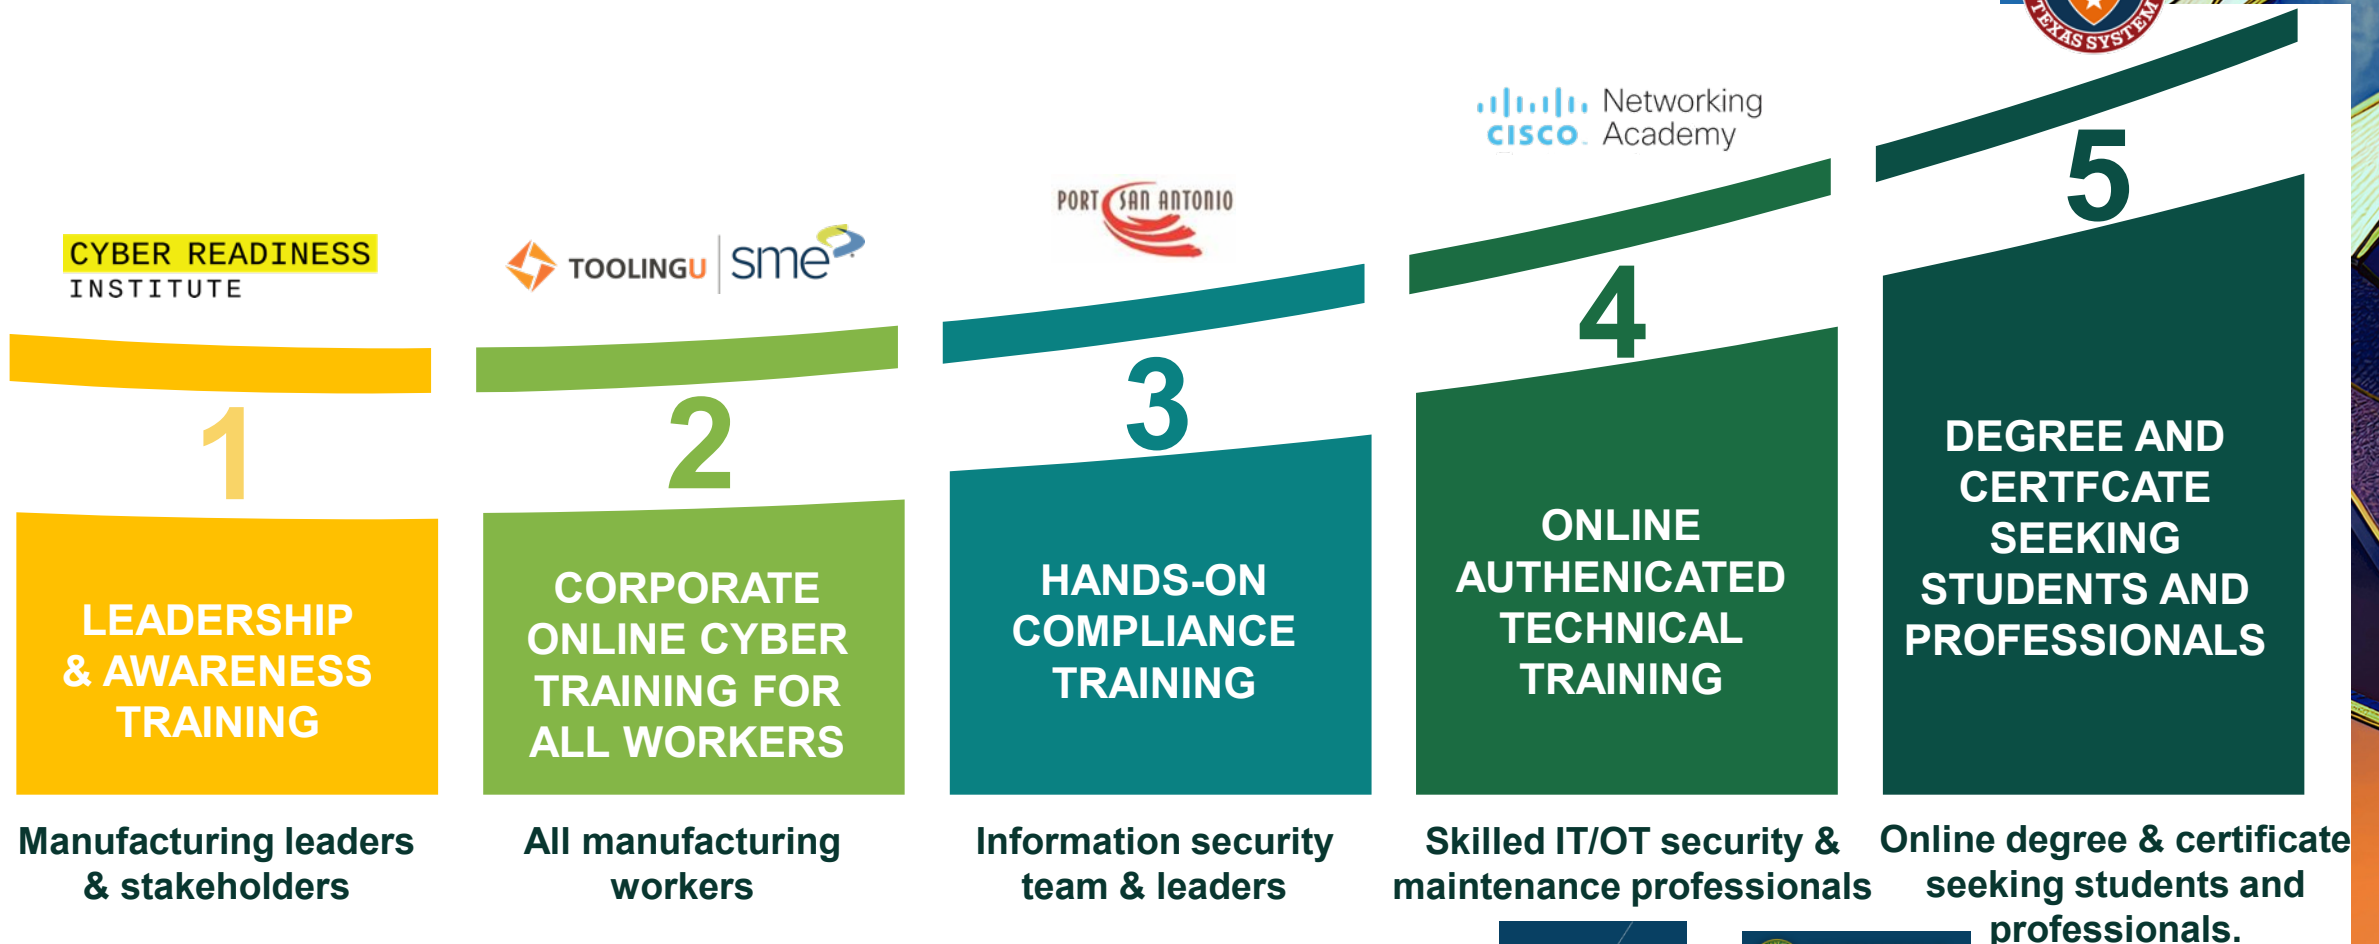 TEXAS SYSTEM
Networking
CISCO Academy
PORT SAN ANTONIO
CYBER READINESS
INSTITUTE
TOOLINGU sme
1
2
3
4
5
LEADERSHIP
& AWARENESS
TRAINING
CORPORATE
ONLINE CYBER
TRAINING FOR
ALL WORKERS
HANDS-ON
COMPLIANCE
TRAINING
ONLINE
AUTHENICATED
TECHNICAL
TRAINING
DEGREE AND
CERTFCATE
SEEKING
STUDENTS AND
PROFESSIONALS
Manufacturing leaders
& stakeholders
All manufacturing
workers
Information security
team & leaders
Skilled IT/OT security &
maintenance professionals
Online degree & certificate
seeking students and
professionals.